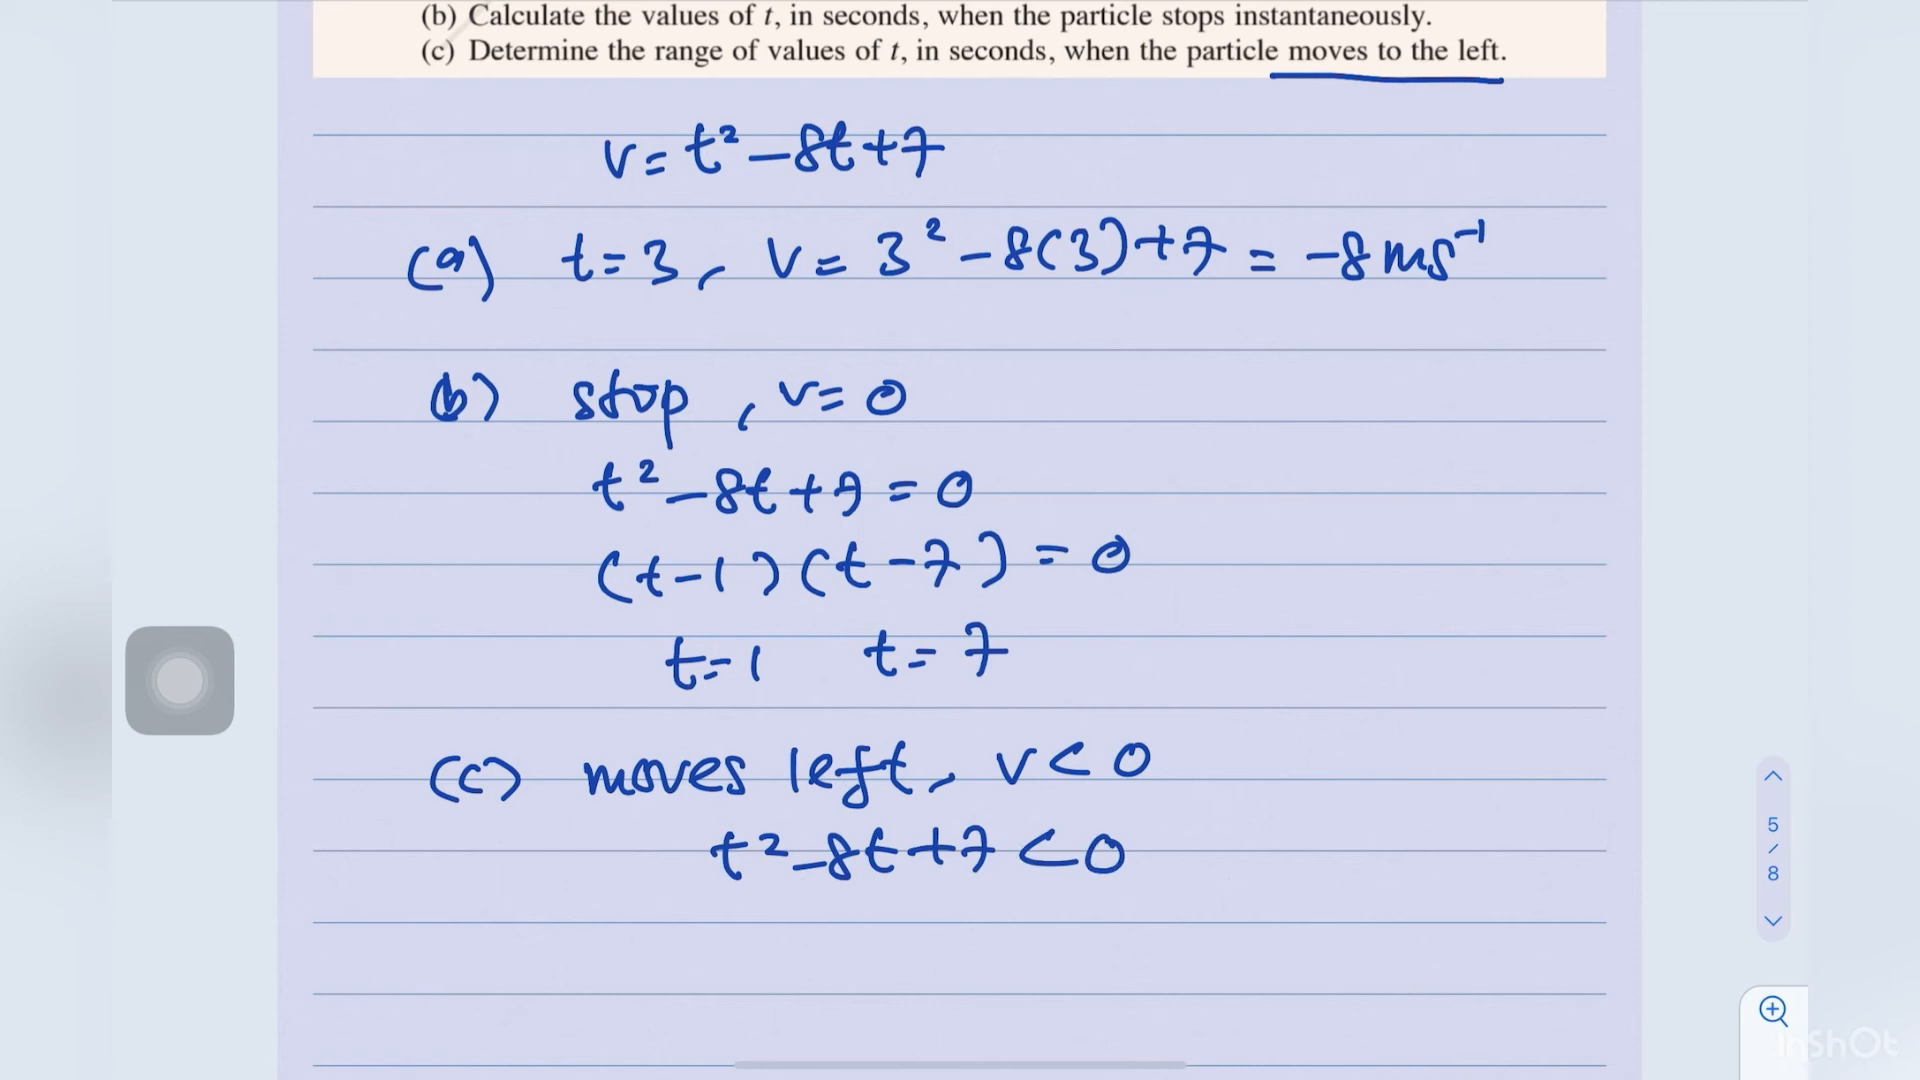 (b) Calculate the values of t, in seconds, when the particle stops instantaneously.
(c) Determine the range of values of t, in seconds, when the particle moves to the left.
v = t² - 8t + 7
(a) t = 3, v = 3² - 8(3) + 7 = -8 ms⁻¹
(b) stop, v = 0
t² - 8t + 7 = 0
(t - 1)(t - 7) = 0
t = 1 t = 7
(c) moves left, v < 0
t² - 8t + 7 < 0
5
/
8
InShOt